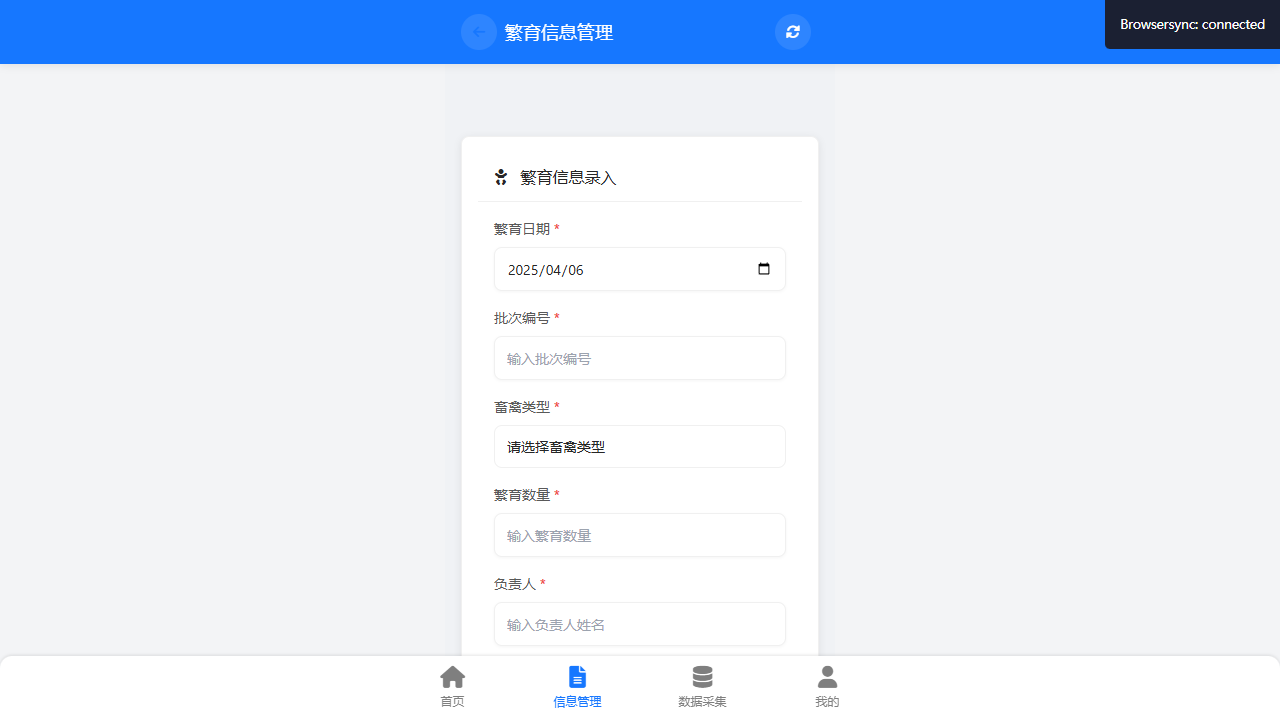 繁育信息管理
Browsersync: connected
繁育信息录入
繁育日期 *
2025/04/06
批次编号 *
输入批次编号
畜禽类型 *
请选择畜禽类型
繁育数量 *
输入繁育数量
负责人 *
输入负责人姓名
首页
信息管理
数据采集
我的